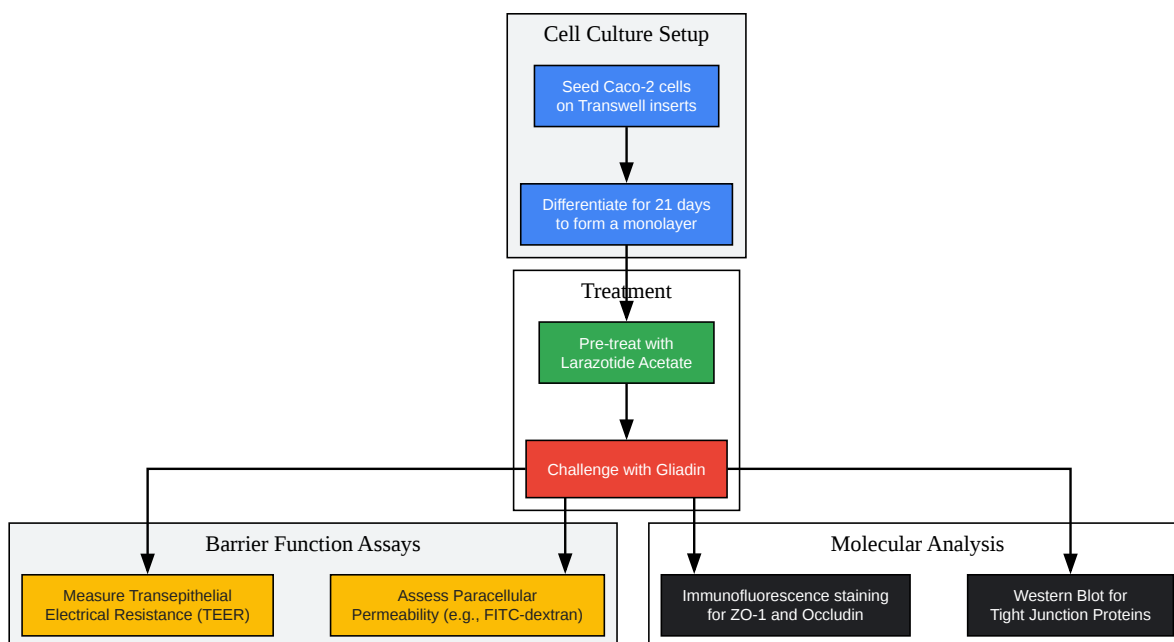 Cell Culture Setup
Seed Caco-2 cells
on Transwell inserts
Differentiate for 21 days
to form a monolayer
Treatment
Pre-treat with
Larazotide Acetate
Challenge with Gliadin
Barrier Function Assays
Measure Transepithelial
Electrical Resistance (TEER)
Assess Paracellular
Permeability (e.g., FITC-dextran)
Molecular Analysis
Immunofluorescence staining
for ZO-1 and Occludin
Western Blot for
Tight Junction Proteins